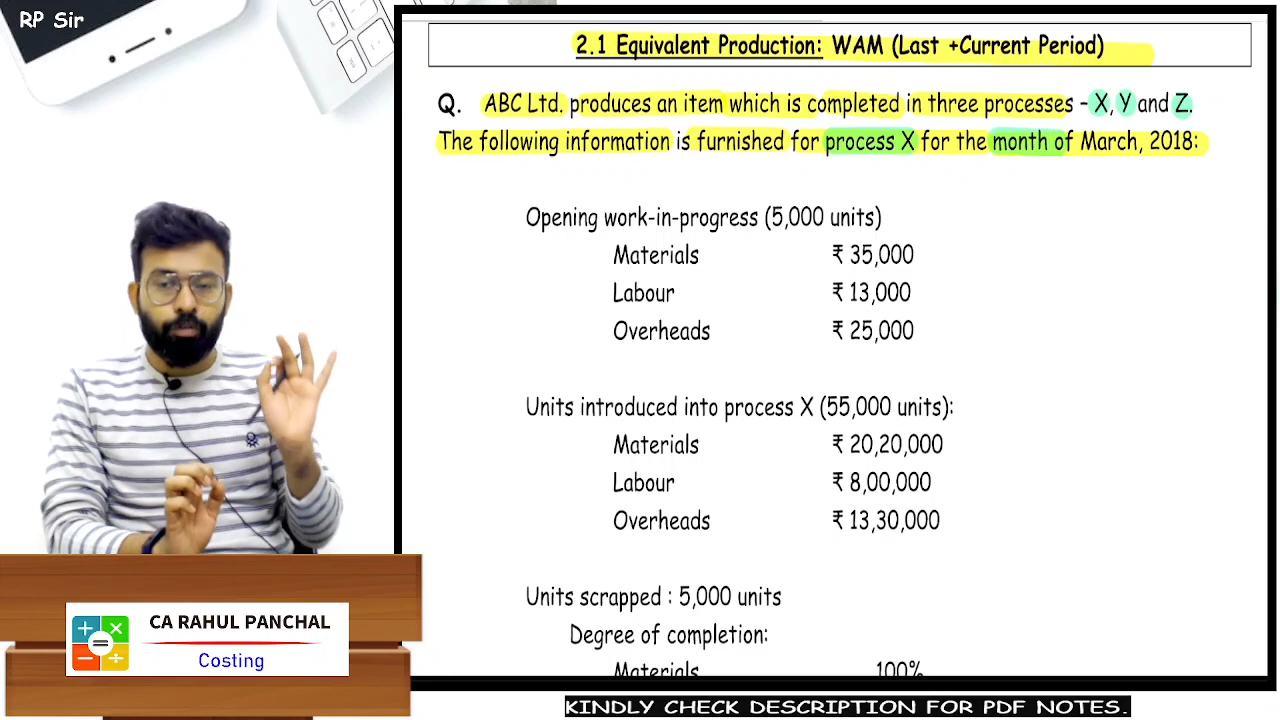 RP Sir
2.1 Equivalent Production: WAM (Last +Current Period)
Q. ABC Ltd. produces an item which is completed in three processes – X, Y and Z.
The following information is furnished for process X for the month of March, 2018:
Opening work-in-progress (5,000 units)
Materials ₹ 35,000
Labour ₹ 13,000
Overheads ₹ 25,000
Units introduced into process X (55,000 units):
Materials ₹ 20,20,000
Labour ₹ 8,00,000
Overheads ₹ 13,30,000
Units scrapped : 5,000 units
Degree of completion:
Materials 100%
CA RAHUL PANCHAL
Costing
KINDLY CHECK DESCRIPTION FOR PDF NOTES.